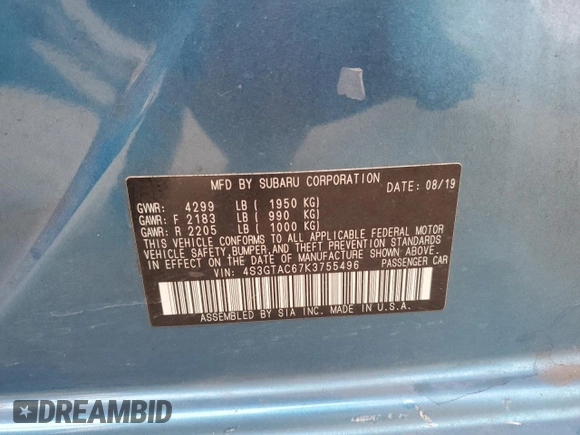 MFD BY SUBARU CORPORATION
DATE: 08/19
GVWR: 4299 LB ( 1950 KG)
GAWR: F 2183 LB ( 990 KG)
GAWR: R 2205 LB ( 1000 KG)
THIS VEHICLE CONFORMS TO ALL APPLICABLE FEDERAL MOTOR
VEHICLE SAFETY, BUMPER, AND THEFT PREVENTION STANDARDS
IN EFFECT ON THE DATE OF MANUFACTURE SHOWN ABOVE.
VIN: 4S3GTAC67K3755496 PASSENGER CAR
ASSEMBLED BY SIA INC. MADE IN U.S.A.
DREAMBID